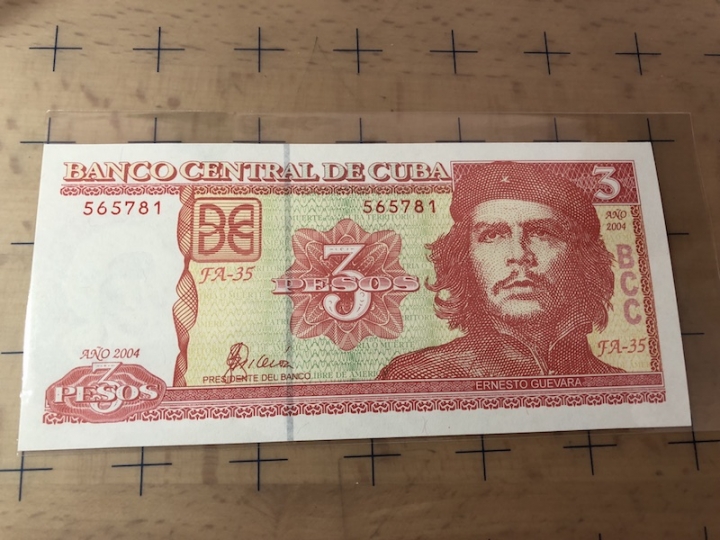 BANCO CENTRAL DE CUBA
3
565781
565781
AÑO
2004
FA-35
3
PESOS
BCC
FA-35
AÑO 2004
3
PESOS
PRESIDENTE DEL BANCO
ERNESTO GUEVARA